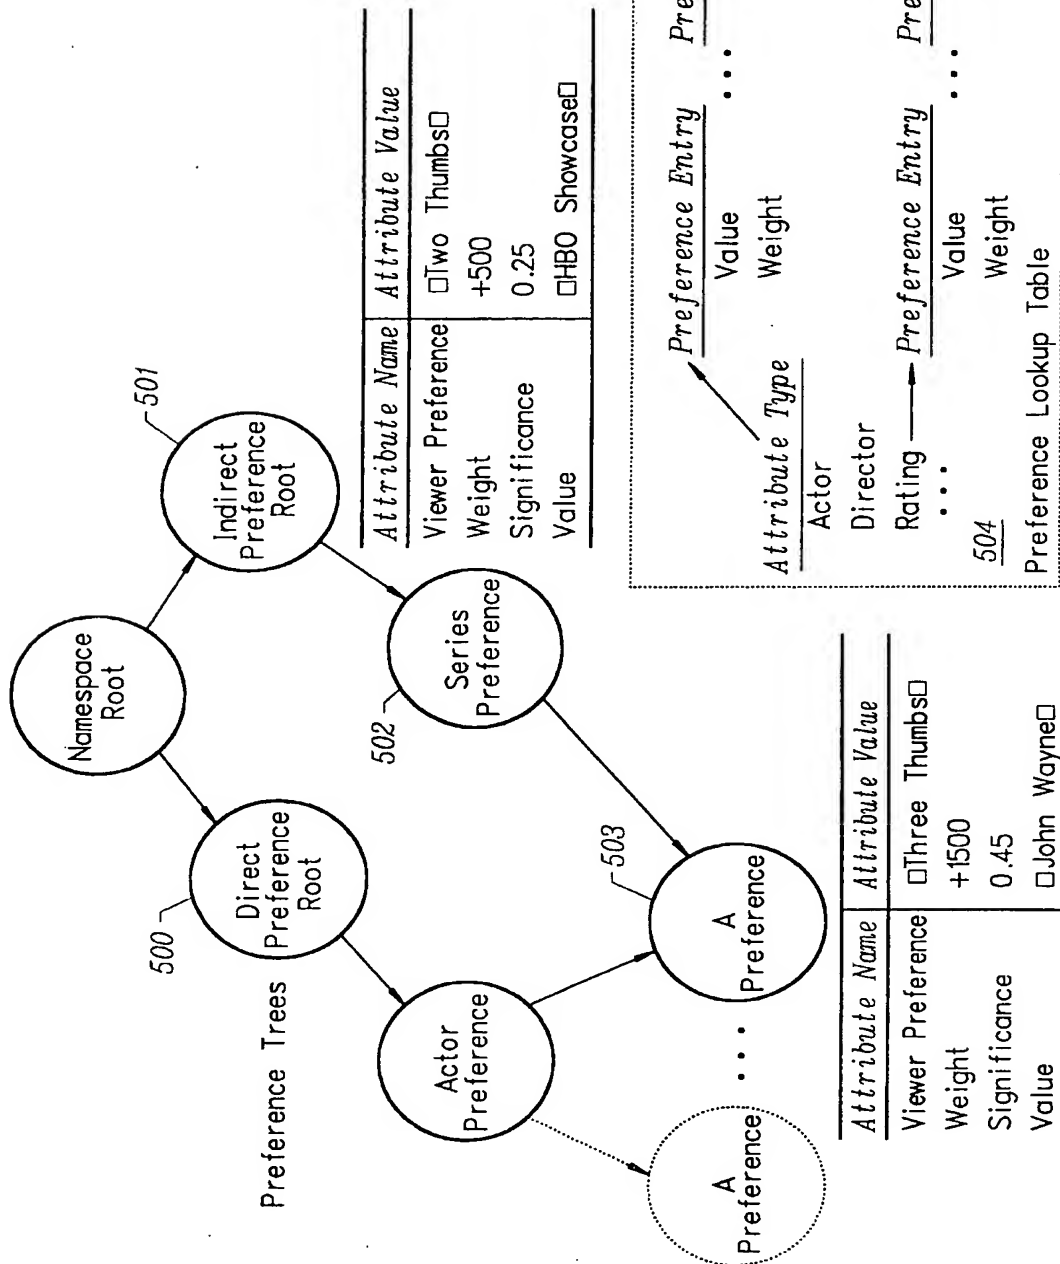 Preference Trees
Namespace
Root
500
Direct
Preference
Root
Indirect
Preference
Root
501
Actor
Preference
502
Series
Preference
A
Preference
• • •
A
Preference
503
Attribute Name Attribute Value
Viewer Preference □Two Thumbs□
Weight +500
Significance 0.25
Value □HBO Showcase□
Attribute Name Attribute Value
Viewer Preference □Three Thumbs□
Weight +1500
Significance 0.45
Value □John Wayne□
Attribute Type
Actor
Director
Rating
• • •
504
Preference Entry
Value
Weight
• • •
Preference Entry
Value
Weight
• • •
Preference Lookup Table